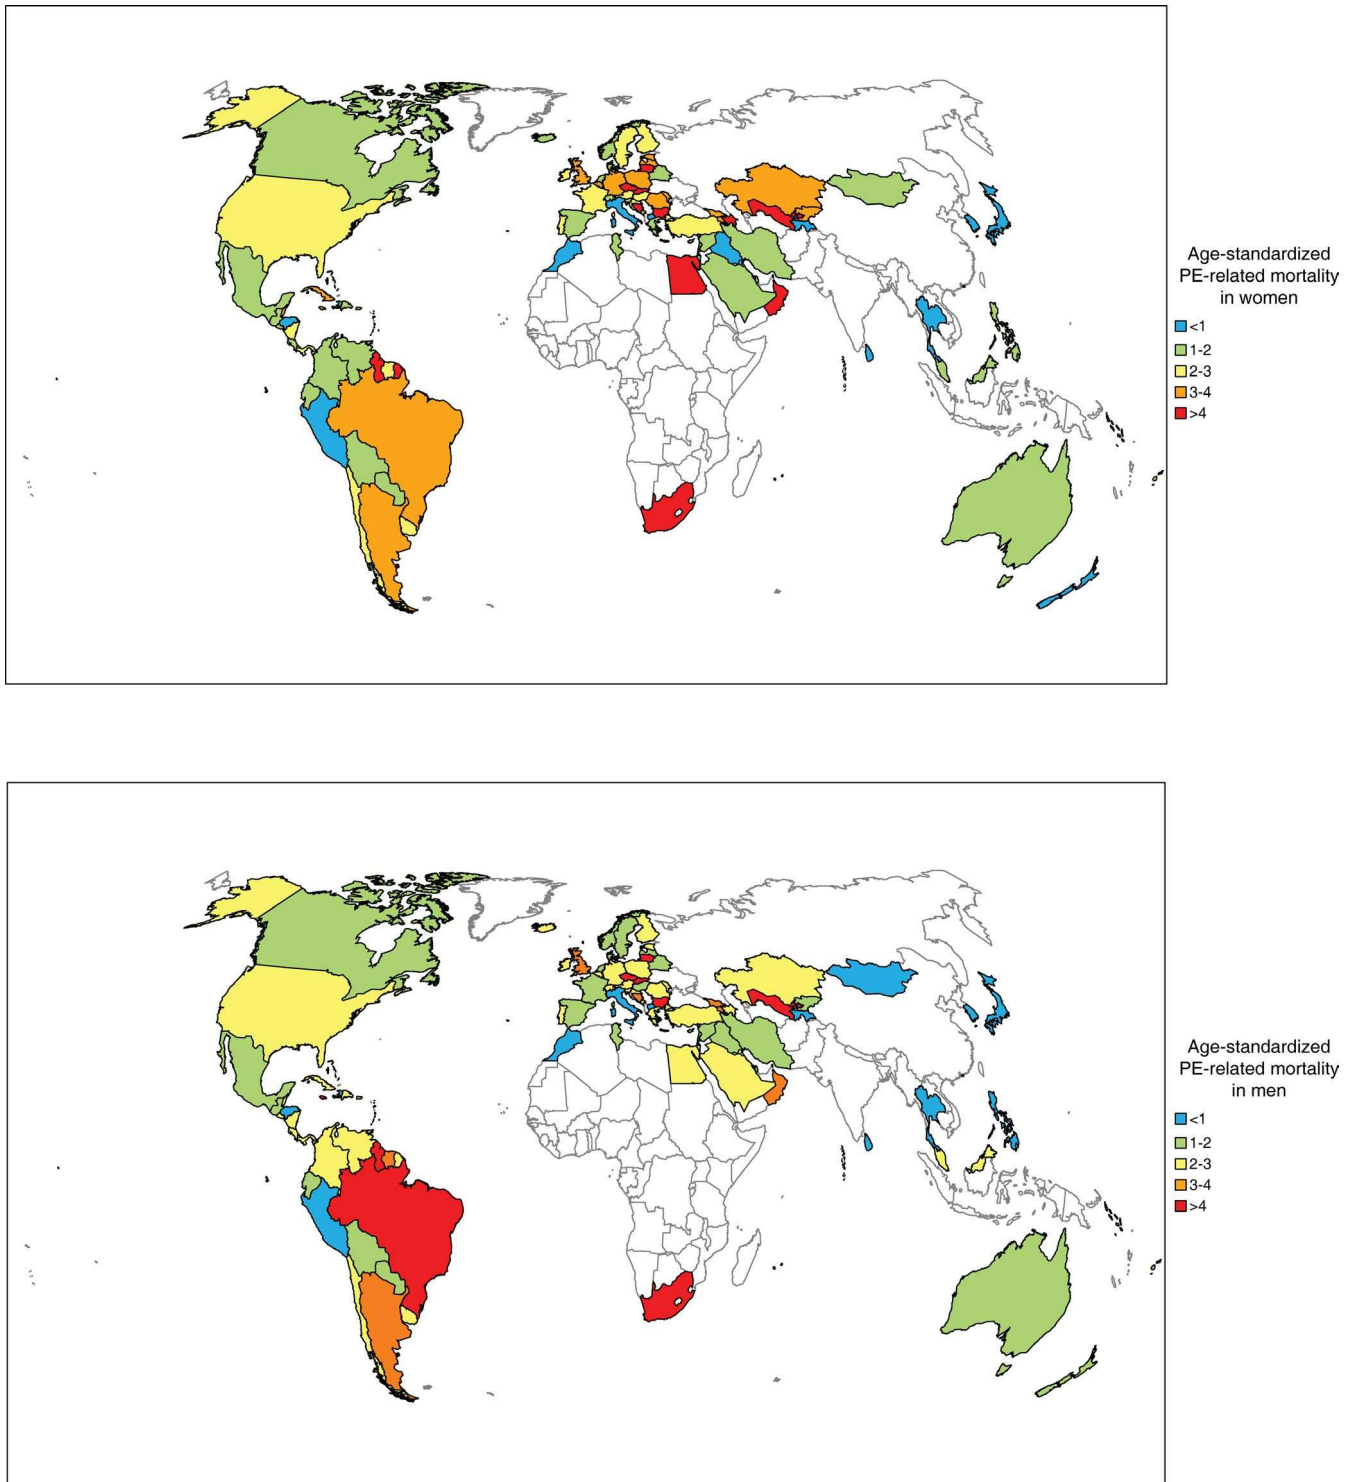 Age-standardized
PE-related mortality
in women
<1
1-2
2-3
3-4
>4
Age-standardized
PE-related mortality
in men
<1
1-2
2-3
3-4
>4